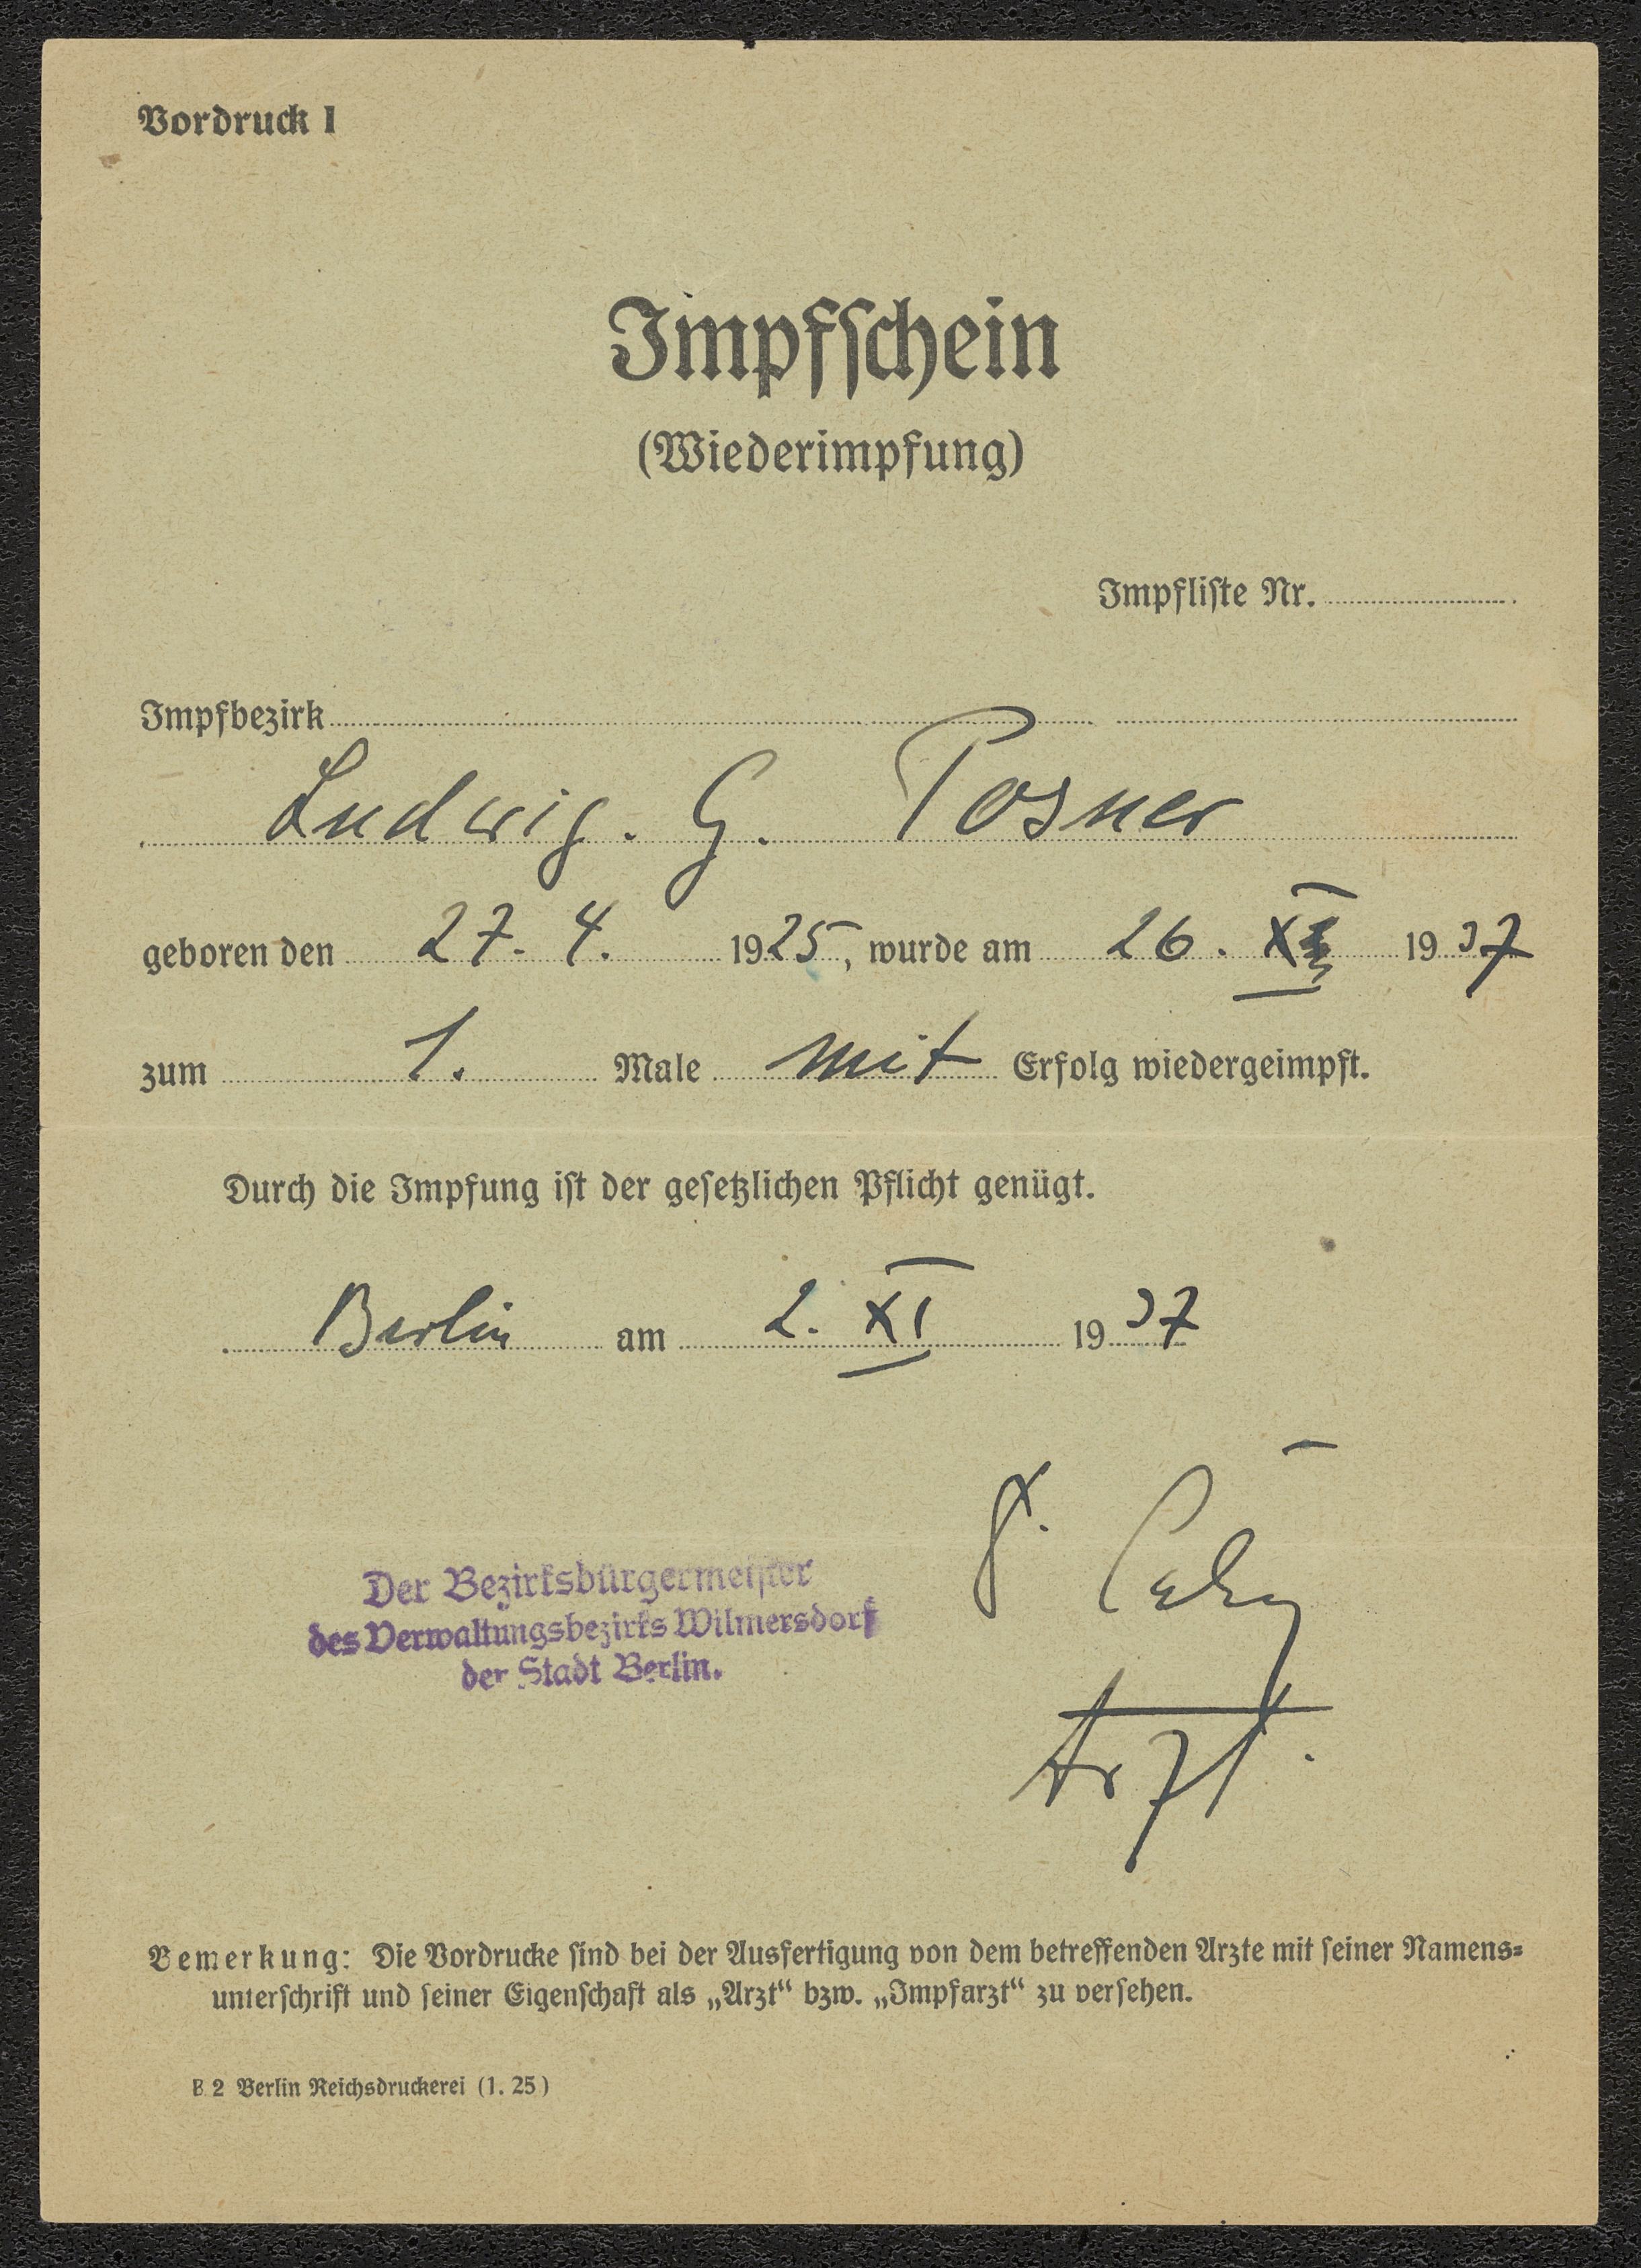 Vordruck I
Impfschein
(Wiederimpfung)
Impfliste Nr.
Impfbezirk
Ludwig. G. Posner
geboren den 27. 4. 1925, wurde am 26. X 1937
zum 1. Male mit Erfolg wiedergeimpft.
Durch die Impfung ist der gesetzlichen Pflicht genügt.
Berlin am 2. XI 1937
Der Bezirksbürgermeister
des Verwaltungsbezirks Wilmersdorf
der Stadt Berlin.
Arzt.
Bemerkung: Die Vordrucke sind bei der Ausfertigung von dem betreffenden Arzte mit seiner Namens-
unterschrift und seiner Eigenschaft als „Arzt“ bzw. „Impfarzt“ zu versehen.
B 2 Berlin Reichsdruckerei (1. 25)